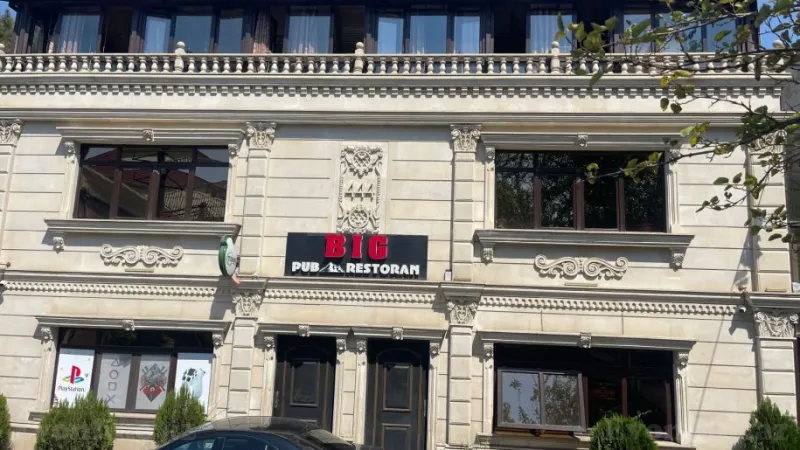 444
BIG
PUB & RESTORAN
PlayStation